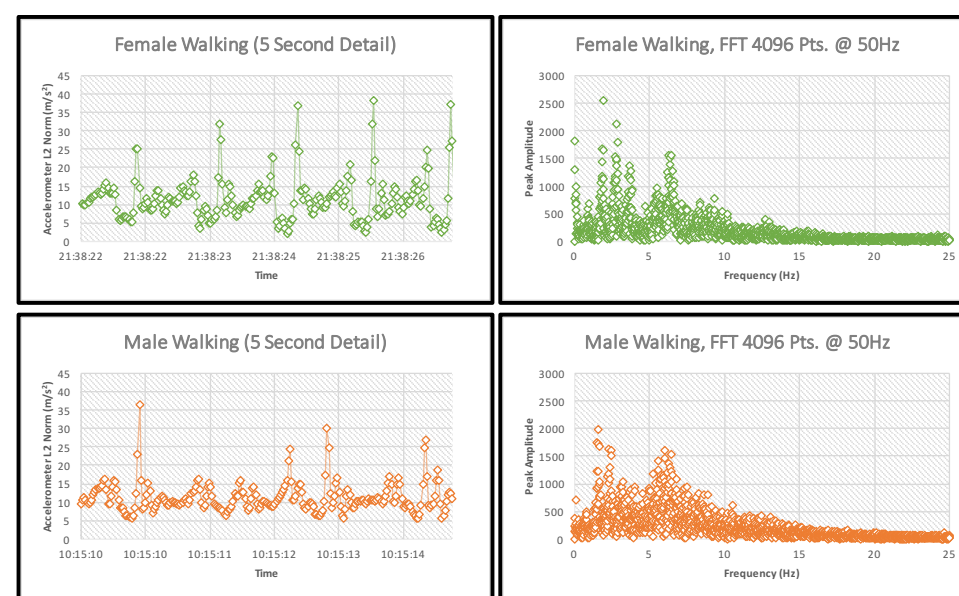 Female Walking (5 Second Detail)
Accelerometer L2 Norm (m/s²)
45
40
35
30
25
20
15
10
5
0
21:38:22 21:38:22 21:38:23 21:38:24 21:38:25 21:38:26
Time
Female Walking, FFT 4096 Pts. @ 50Hz
Peak Amplitude
3000
2500
2000
1500
1000
500
0
0 5 10 15 20 25
Frequency (Hz)
Male Walking (5 Second Detail)
Accelerometer L2 Norm (m/s²)
45
40
35
30
25
20
15
10
5
0
10:15:10 10:15:10 10:15:11 10:15:12 10:15:13 10:15:14
Time
Male Walking, FFT 4096 Pts. @ 50Hz
Peak Amplitude
3000
2500
2000
1500
1000
500
0
0 5 10 15 20 25
Frequency (Hz)